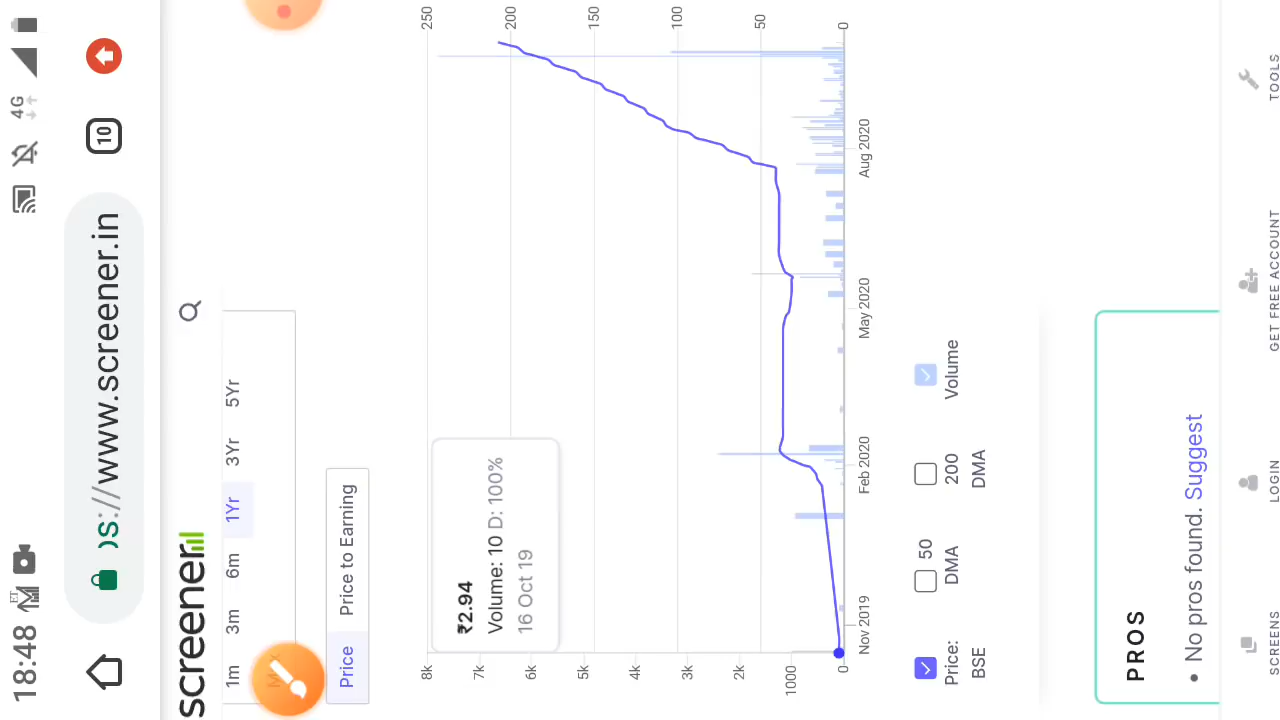 18:48
4G
os://www.screener.in
10
screener
1m 3m 6m 1Yr 3Yr 5Yr
Price Price to Earning
8k
7k
6k
5k
4k
3k
2k
1000
0
250
200
150
100
50
0
₹2.94
Volume: 10 D: 100%
16 Oct 19
Nov 2019 Feb 2020 May 2020 Aug 2020
Price: BSE
50 DMA
200 DMA
Volume
PROS
• No pros found. Suggest
SCREENS LOGIN GET FREE ACCOUNT TOOLS